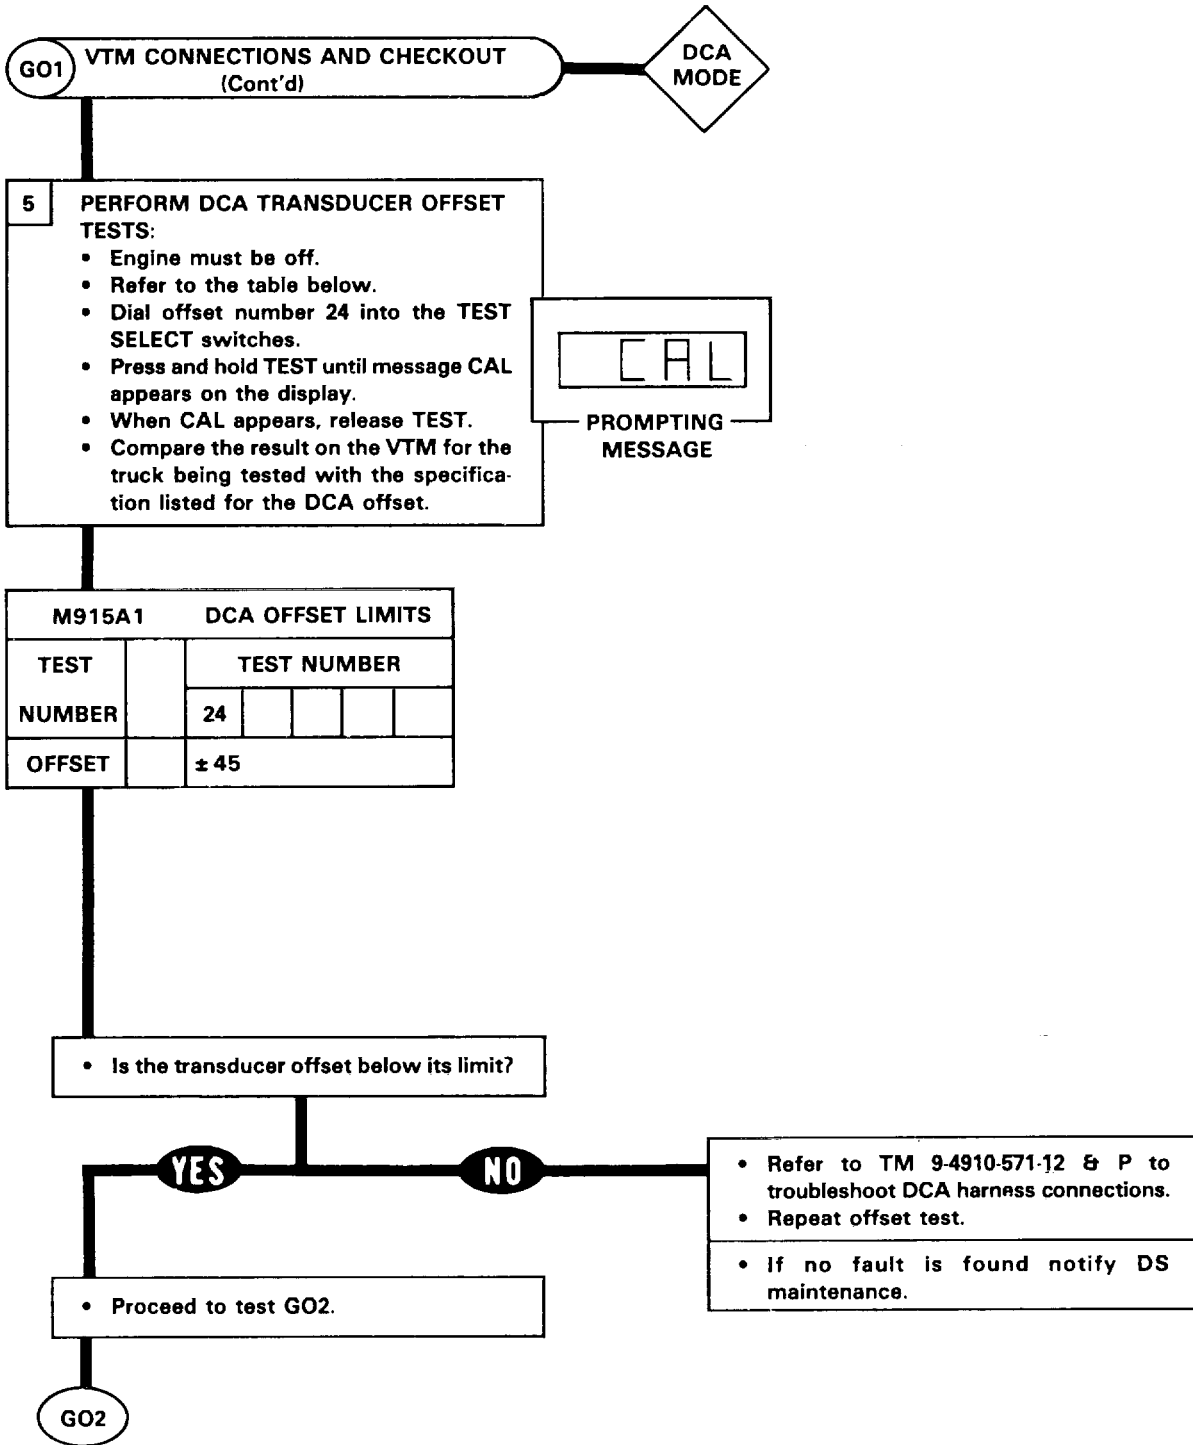 GO1
VTM CONNECTIONS AND CHECKOUT
(Cont'd)
DCA
MODE
5
PERFORM DCA TRANSDUCER OFFSET
TESTS:
• Engine must be off.
• Refer to the table below.
• Dial offset number 24 into the TEST
SELECT switches.
• Press and hold TEST until message CAL
appears on the display.
• When CAL appears, release TEST.
• Compare the result on the VTM for the
truck being tested with the specifica-
tion listed for the DCA offset.
CAL
PROMPTING
MESSAGE
M915A1 DCA OFFSET LIMITS
TEST
NUMBER
TEST NUMBER
24
OFFSET
± 45
• Is the transducer offset below its limit?
YES
NO
• Refer to TM 9-4910-571-12 & P to
troubleshoot DCA harness connections.
• Repeat offset test.
• If no fault is found notify DS
maintenance.
• Proceed to test GO2.
GO2